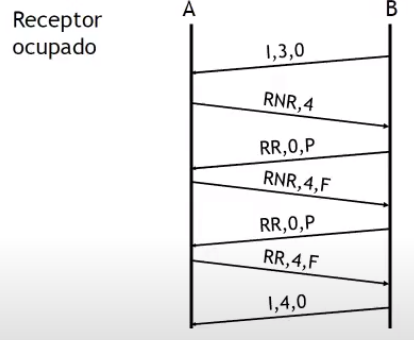 Receptor
ocupado
A
B
I,3,0
RNR,4
RR,0,P
RNR,4,F
RR,0,P
RR,4,F
I,4,0